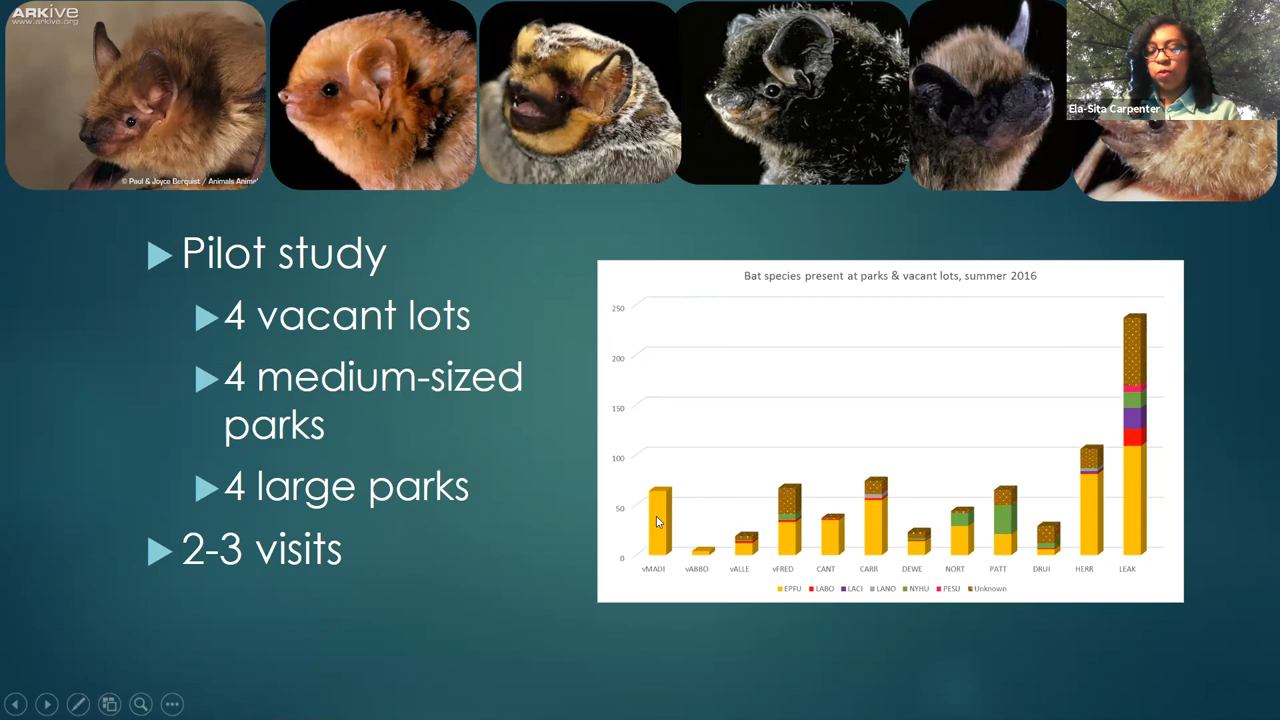 ARKive
www.arkive.org
© Paul & Joyce Berquist / Animals Anima
Ela-Sita Carpenter
Pilot study
4 vacant lots
4 medium-sized
parks
4 large parks
2-3 visits
Bat species present at parks & vacant lots, summer 2016
250
200
150
100
50
0
vMADI vABBO vALLE vFRED CANT CARR DEWE NORT PATT DRUI HERR LEAK
EPFU LABO LACI LANO NYHU PESU Unknown